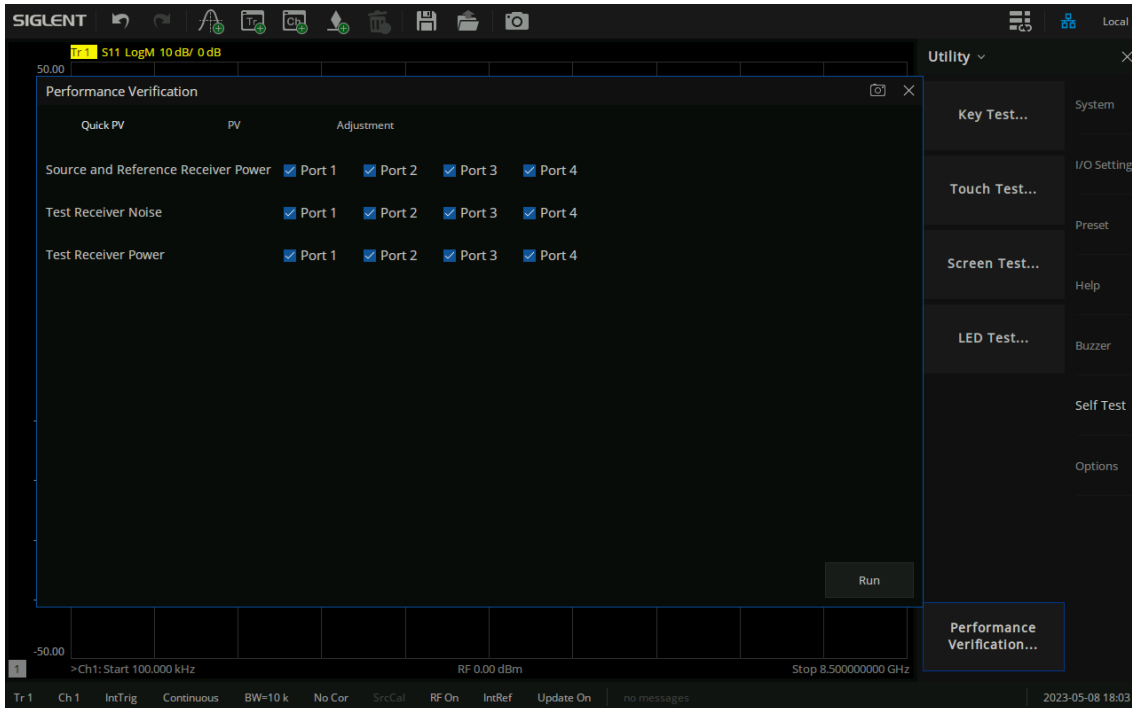 SIGLENT Local
Tr 1 S11 LogM 10 dB/ 0 dB
50.00
Performance Verification
Quick PV PV Adjustment
Source and Reference Receiver Power Port 1 Port 2 Port 3 Port 4
Test Receiver Noise Port 1 Port 2 Port 3 Port 4
Test Receiver Power Port 1 Port 2 Port 3 Port 4
Run
-50.00
1 >Ch1: Start 100.000 kHz RF 0.00 dBm Stop 8.500000000 GHz
Utility
Key Test...
Touch Test...
Screen Test...
LED Test...
Performance
Verification...
System
I/O Setting
Preset
Help
Buzzer
Self Test
Options
Tr 1 Ch 1 IntTrig Continuous BW=10 k No Cor SrcCal RF On IntRef Update On no messages 2023-05-08 18:03